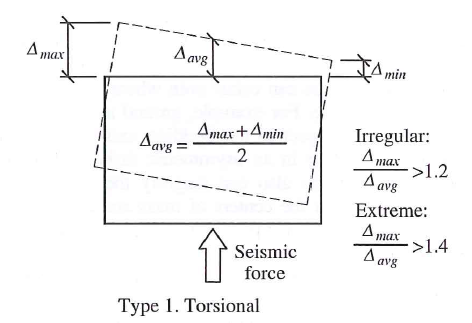 Δmax
Δavg
Δmin
Δavg = Δmax + Δmin / 2
Irregular:
Δmax / Δavg >1.2
Extreme:
Δmax / Δavg >1.4
Seismic
force
Type 1. Torsional